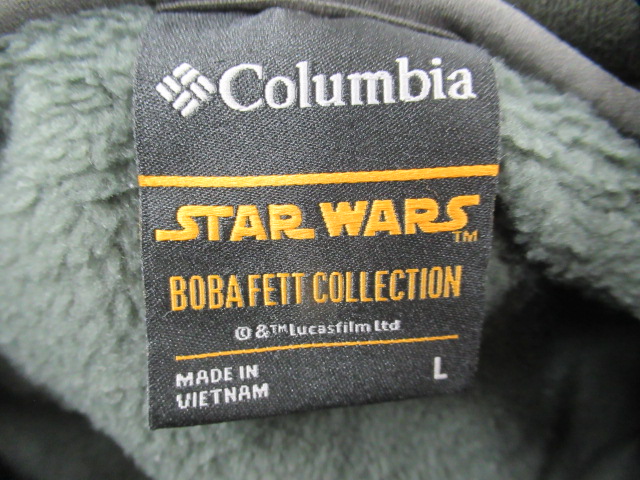 Columbia
STAR WARS™
BOBA FETT COLLECTION
©&™Lucasfilm Ltd
MADE IN L
VIETNAM